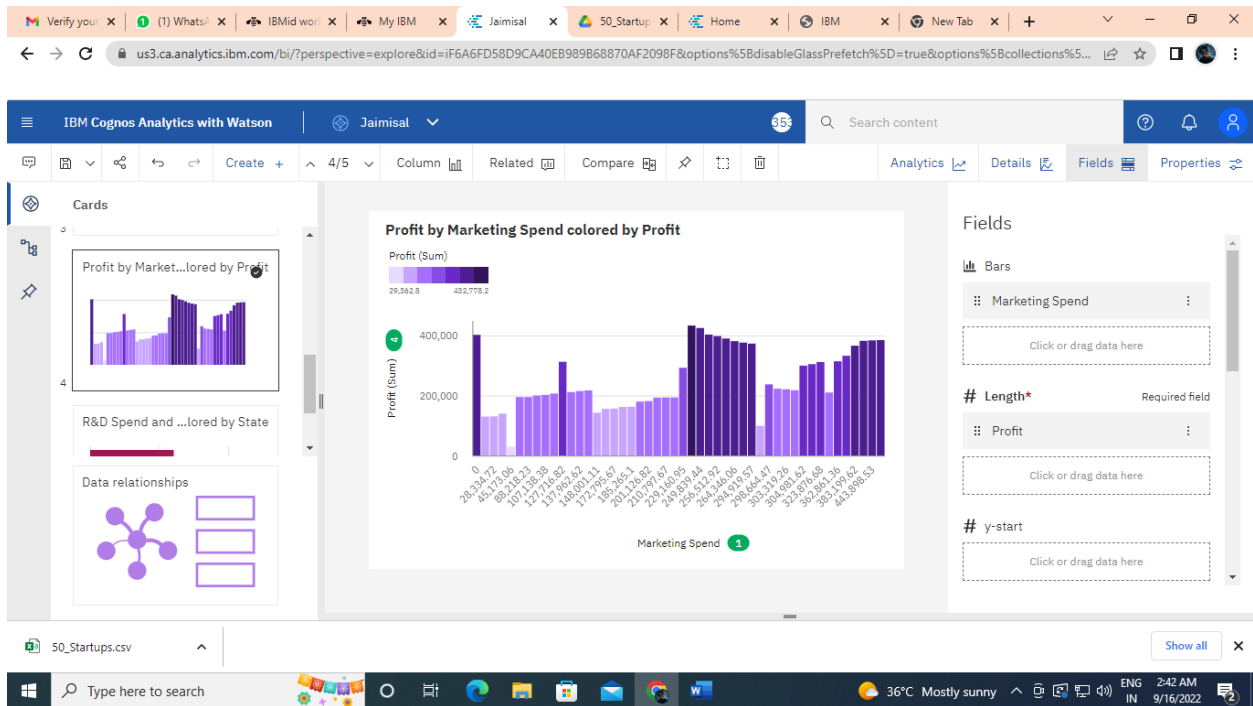 Verify your
(1) WhatsA
IBMid wor
My IBM
Jaimisal
50_Startup
Home
IBM
New Tab
us3.ca.analytics.ibm.com/bi/?perspective=explore&id=iF6A6FD58D9CA40EB989B68870AF2098F&options%5BdisableGlassPrefetch%5D=true&options%5Bcollections%5...
IBM Cognos Analytics with Watson
Jaimisal
353
Search content
Create +
4/5
Column
Related
Compare
Analytics
Details
Fields
Properties
Cards
3
Profit by Market...lored by Profit
4
R&D Spend and ...lored by State
Data relationships
Profit by Marketing Spend colored by Profit
Profit (Sum)
29,362.8 432,778.2
Profit (Sum) 4
400,000
200,000
0
0
28,334.72
45,173.06
88,218.23
107,138.38
127,716.82
137,962.62
148,001.11
172,795.67
185,265.1
201,126.82
210,797.67
229,160.95
249,839.44
256,512.92
264,346.06
294,919.57
298,664.47
303,319.26
304,981.62
323,876.68
362,861.36
383,199.62
443,898.53
Marketing Spend 1
Fields
Bars
Marketing Spend
Click or drag data here
# Length* Required field
Profit
Click or drag data here
# y-start
Click or drag data here
50_Startups.csv
Show all
Type here to search
36°C Mostly sunny
ENG
IN
2:42 AM
9/16/2022
2